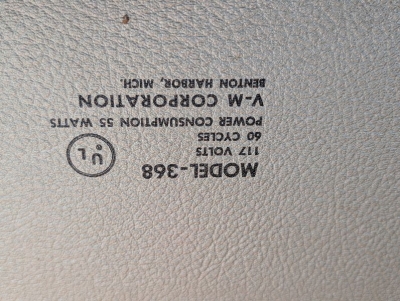 MODEL-368
117 VOLTS
60 CYCLES
POWER CONSUMPTION 55 WATTS
V-M CORPORATION
BENTON HARBOR, MICH.
UL